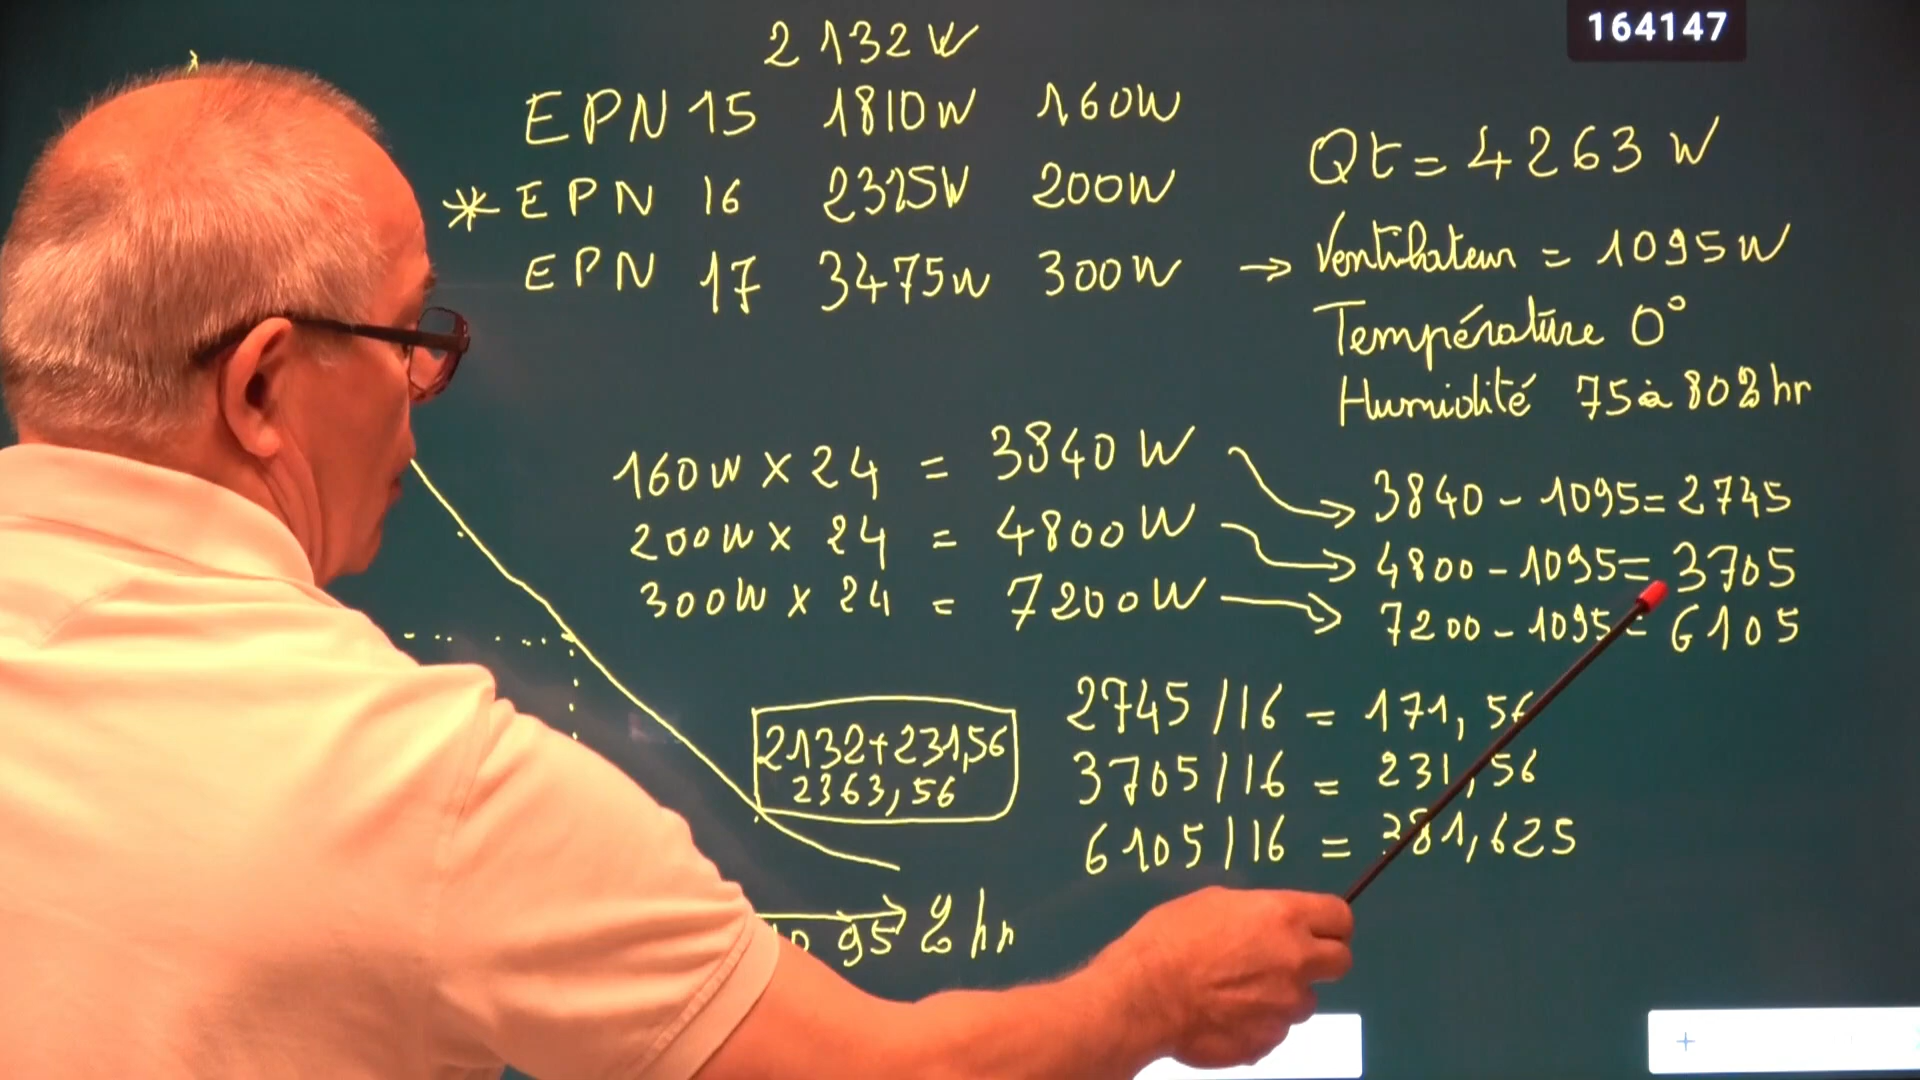 164147
2132 W
EPN 15 1810W 160W
* EPN 16 2325W 200W
EPN 17 3475W 300W
Qt = 4263 W
→ Ventilateur = 1095W
Température 0°
Humidité 75 à 80% hr
160W x 24 = 3840 W → 3840 - 1095 = 2745
200W x 24 = 4800W → 4800 - 1095 = 3705
300W x 24 = 7200W → 7200 - 1095 = 6105
2745 / 16 = 171,56
3705 / 16 = 231,56
6105 / 16 = 381,625
2132+231,56
2363,56
95 % hr
+